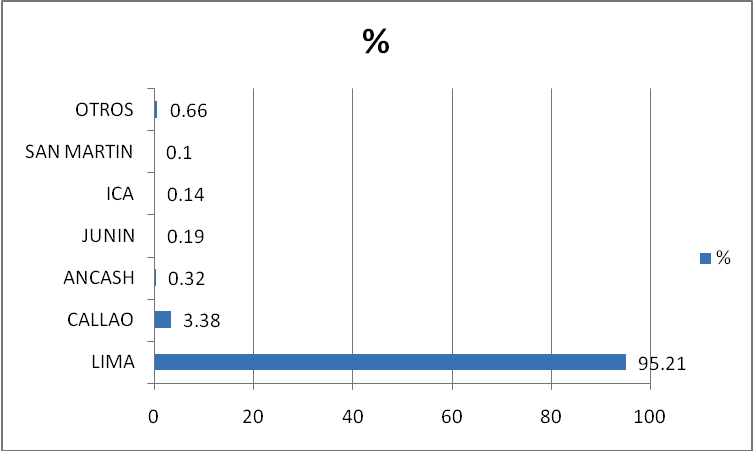 %
OTROS 0.66
SAN MARTIN 0.1
ICA 0.14
JUNIN 0.19
ANCASH 0.32
CALLAO 3.38
LIMA 95.21
0 20 40 60 80 100
%